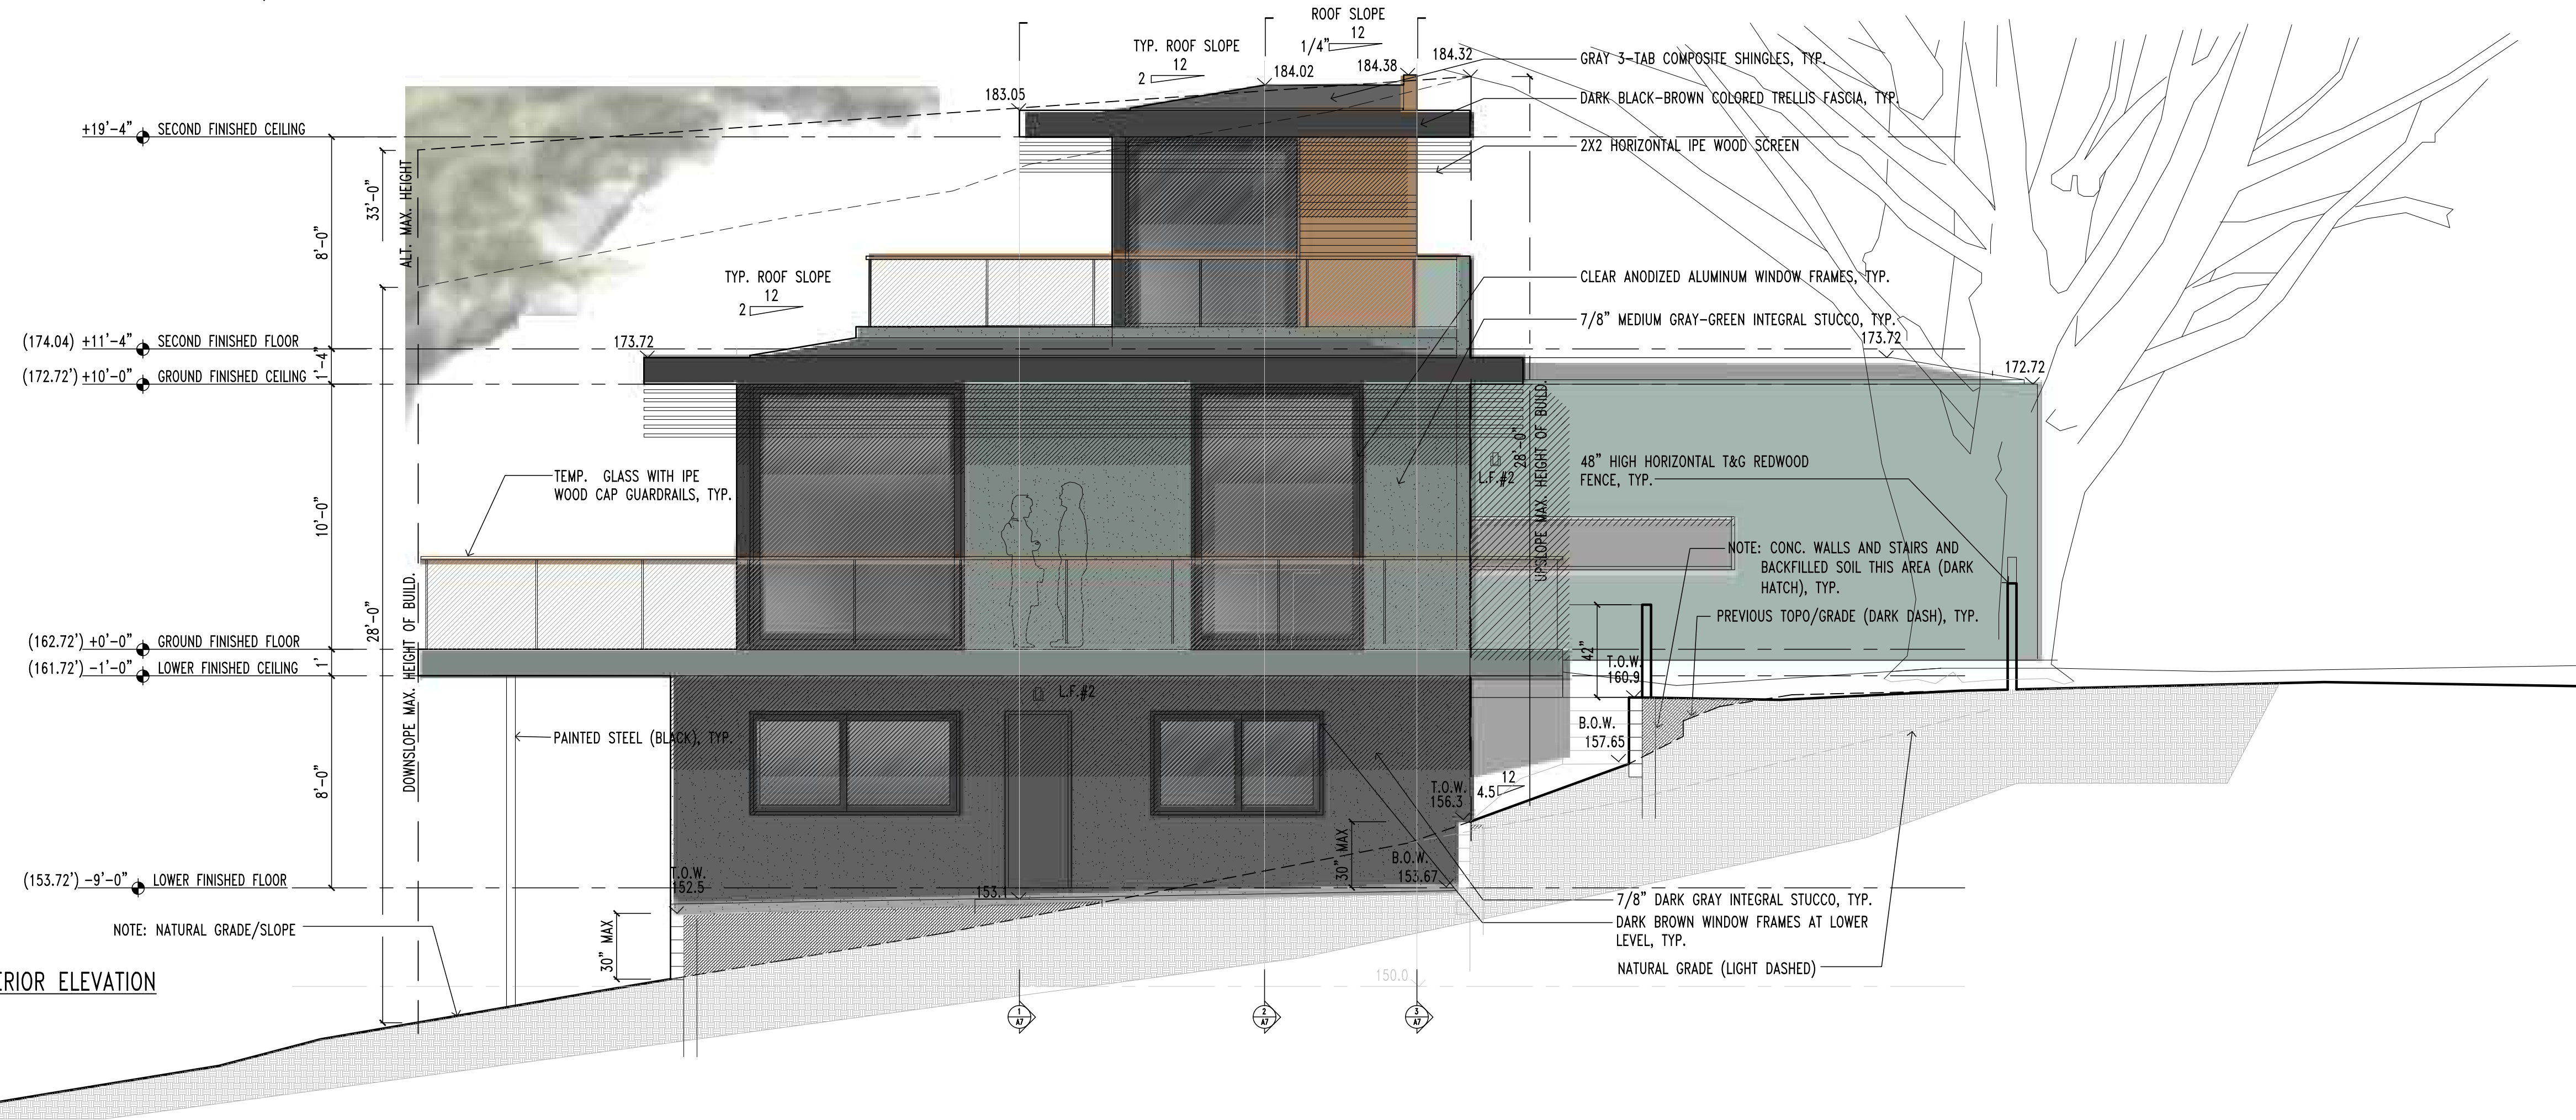 ROOF SLOPE
12
1/4"
TYP. ROOF SLOPE
12
2
184.02
184.38
184.32
183.05
GRAY 3-TAB COMPOSITE SHINGLES, TYP.
DARK BLACK-BROWN COLORED TRELLIS FASCIA, TYP.
2X2 HORIZONTAL IPE WOOD SCREEN
+19'-4" SECOND FINISHED CEILING
33'-0"
ALT. MAX. HEIGHT
8'-0"
TYP. ROOF SLOPE
12
2
CLEAR ANODIZED ALUMINUM WINDOW FRAMES, TYP.
7/8" MEDIUM GRAY-GREEN INTEGRAL STUCCO, TYP.
(174.04) +11'-4" SECOND FINISHED FLOOR
173.72
173.72
1'-4"
(172.72') +10'-0" GROUND FINISHED CEILING
172.72
10'-0"
TEMP. GLASS WITH IPE
WOOD CAP GUARDRAILS, TYP.
L.F.#2
28'-0"
UPSLOPE MAX. HEIGHT OF BUILD.
48" HIGH HORIZONTAL T&G REDWOOD
FENCE, TYP.
NOTE: CONC. WALLS AND STAIRS AND
BACKFILLED SOIL THIS AREA (DARK
HATCH), TYP.
PREVIOUS TOPO/GRADE (DARK DASH), TYP.
28'-0"
DOWNSLOPE MAX. HEIGHT OF BUILD.
(162.72') +0'-0" GROUND FINISHED FLOOR
1'
(161.72') -1'-0" LOWER FINISHED CEILING
42"
T.O.W.
160.9
L.F.#2
B.O.W.
157.65
PAINTED STEEL (BLACK), TYP.
8'-0"
12
4.5
T.O.W.
156.3
30" MAX
B.O.W.
153.67
T.O.W.
152.5
153.1
(153.72') -9'-0" LOWER FINISHED FLOOR
7/8" DARK GRAY INTEGRAL STUCCO, TYP.
DARK BROWN WINDOW FRAMES AT LOWER
LEVEL, TYP.
NATURAL GRADE (LIGHT DASHED)
NOTE: NATURAL GRADE/SLOPE
30" MAX
150.0
ERIOR ELEVATION
1
A7
2
A7
3
A7